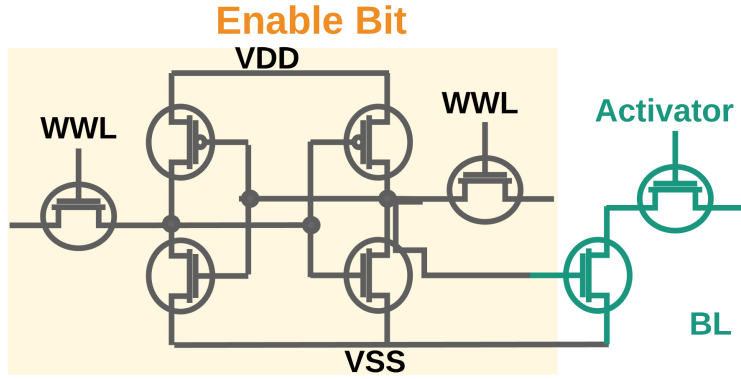 Enable Bit
VDD
WWL
WWL
Activator
BL
VSS